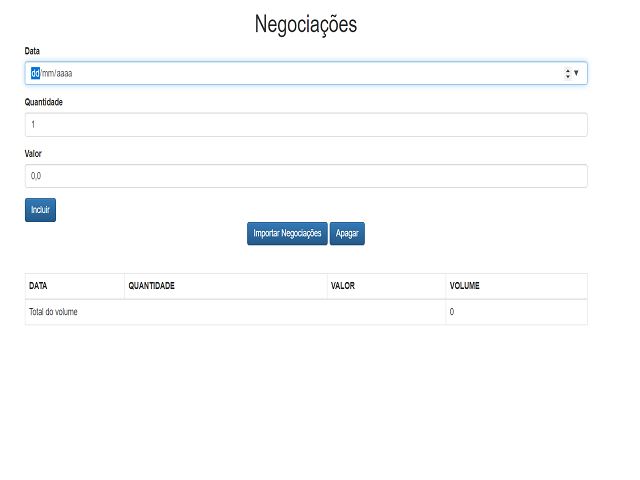 Negociações
Data
dd/mm/aaaa
Quantidade
1
Valor
0,0
Incluir
Importar Negociações Apagar
DATA QUANTIDADE VALOR VOLUME
Total do volume 0